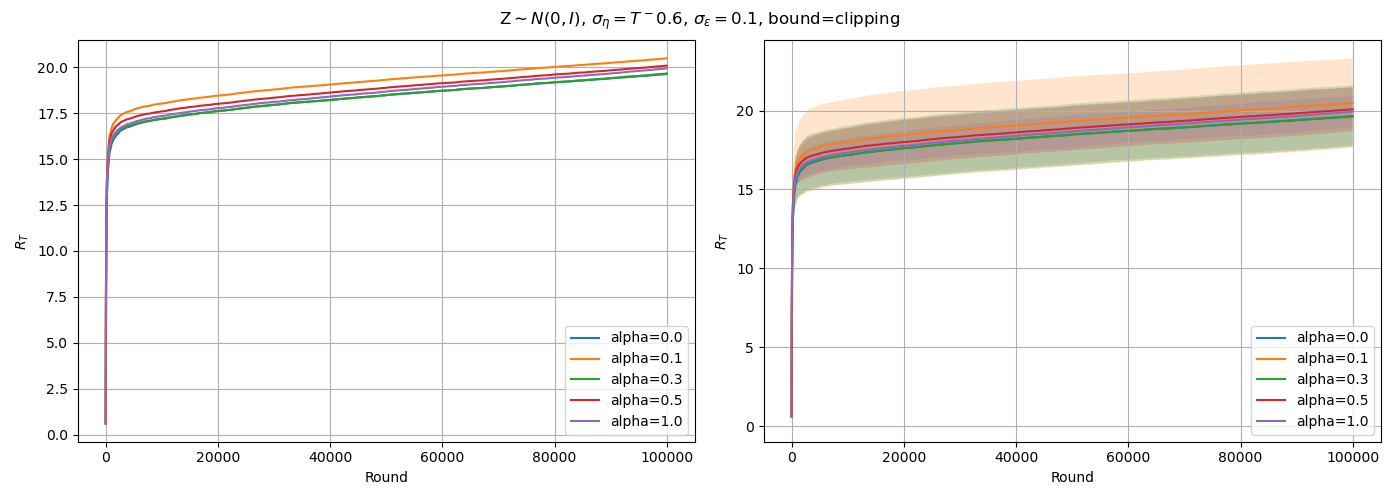 Z ∼ N(0, I), σ_η = T⁻0.6, σ_ε = 0.1, bound=clipping
R_T
20.0
17.5
15.0
12.5
10.0
7.5
5.0
2.5
0.0
alpha=0.0
alpha=0.1
alpha=0.3
alpha=0.5
alpha=1.0
0 20000 40000 60000 80000 100000
Round
R_T
20
15
10
5
0
alpha=0.0
alpha=0.1
alpha=0.3
alpha=0.5
alpha=1.0
0 20000 40000 60000 80000 100000
Round